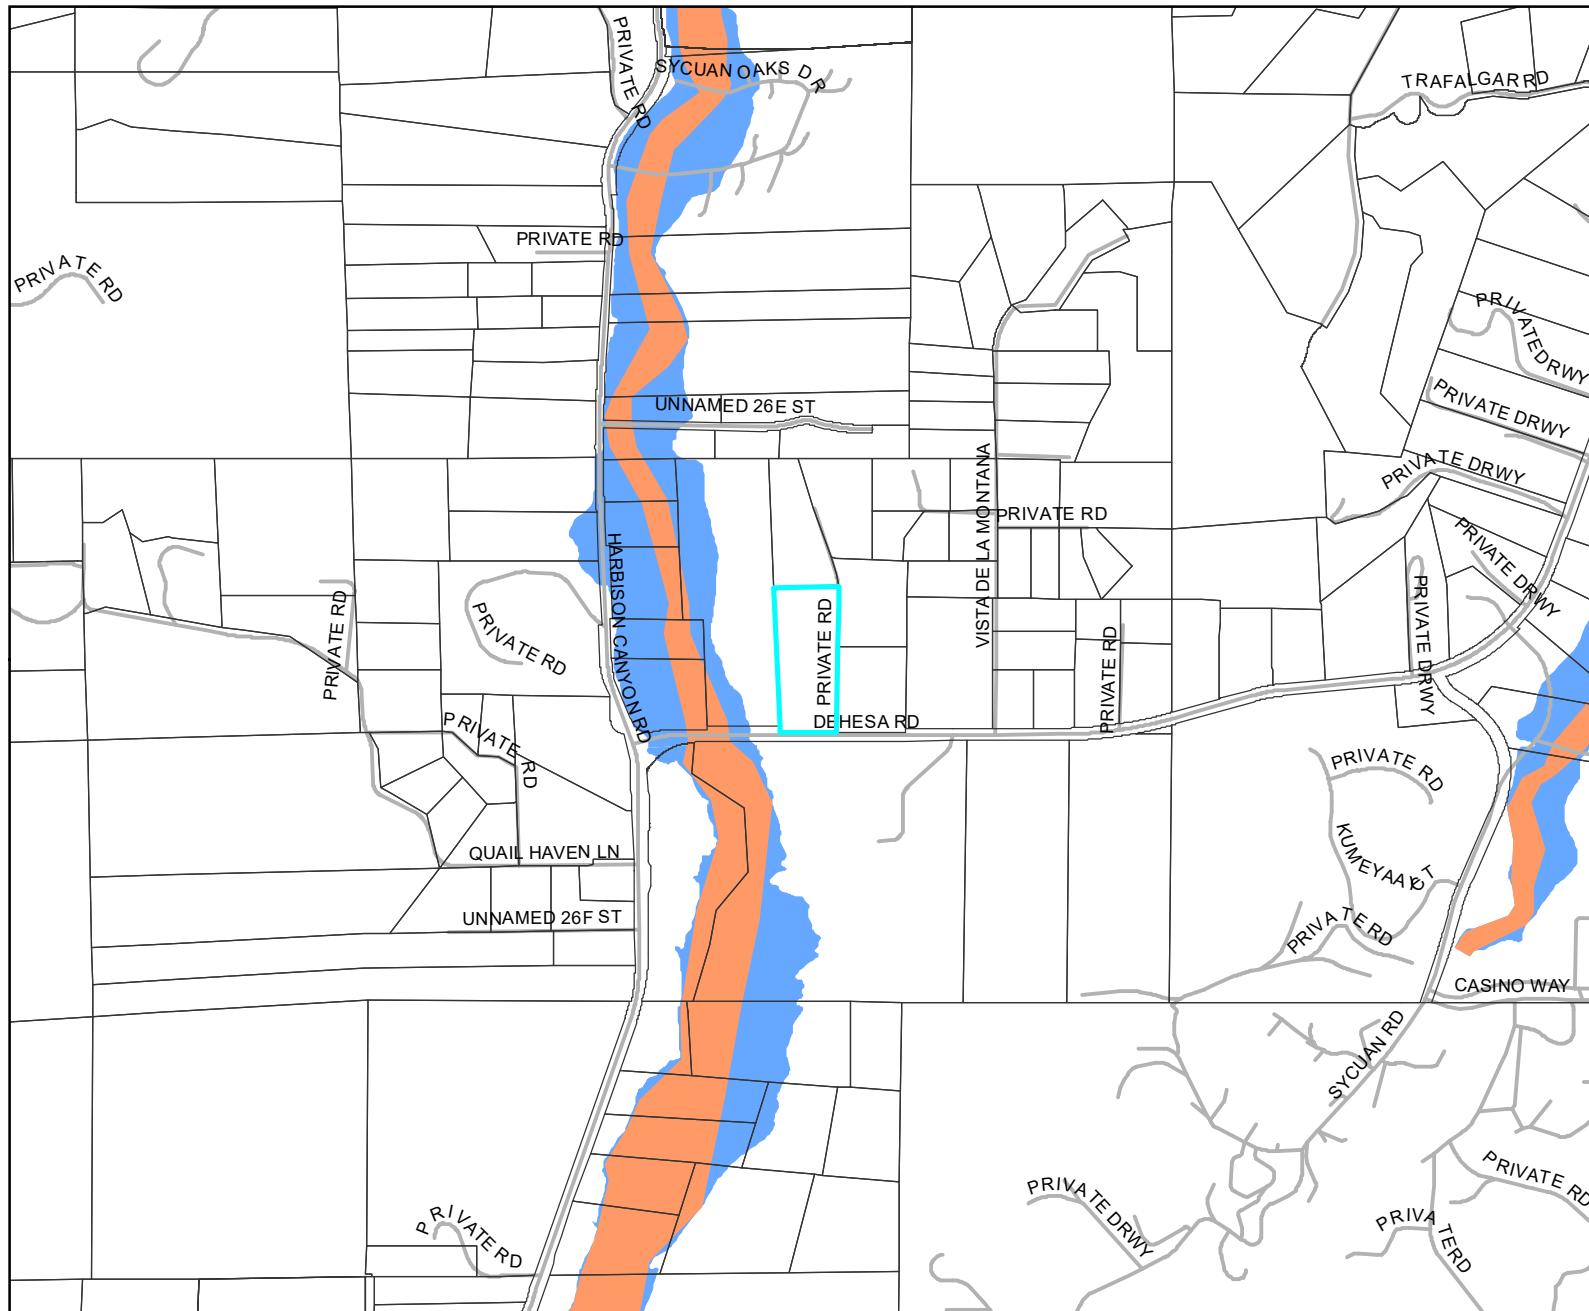 PRIVATE RD
SYCUAN OAKS DR
TRAFALGAR RD
PRIVATE RD
PRIVATE RD
PRIVATE DRWY
UNNAMED 26E ST
PRIVATE DRWY
PRIVATE DRWY
VISTA DE LA MONTANA
PRIVATE RD
PRIVATE DRWY
HARBISON CANYON RD
PRIVATE RD
PRIVATE RD
PRIVATE RD
PRIVATE RD
PRIVATE DRWY
DEHESA RD
PRIVATE RD
PRIVATE RD
KUMEYAAY CT
QUAIL HAVEN LN
UNNAMED 26F ST
PRIVATE RD
CASINO WAY
SYCUAN RD
PRIVATE RD
PRIVATE DRWY
PRIVATE RD
PRIVATE RD